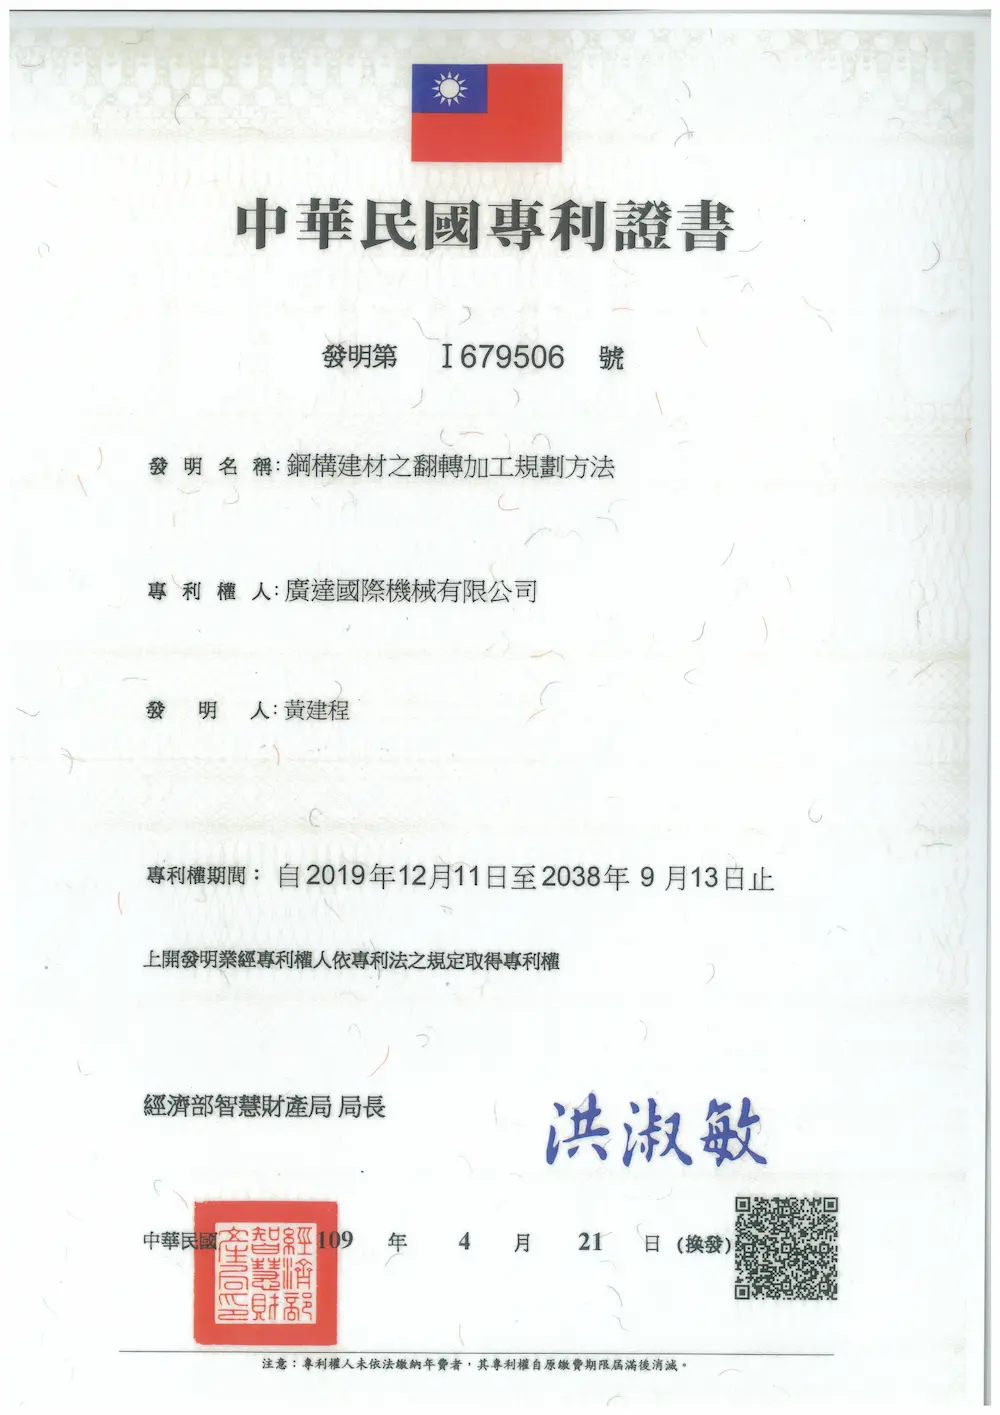 中華民國專利證書
發明第 I679506 號
發明名稱:鋼構建材之翻轉加工規劃方法
專利權人:廣達國際機械有限公司
發明人:黃建程
專利權期間: 自2019年12月11日至2038年 9 月13日止
上開發明業經專利權人依專利法之規定取得專利權
經濟部智慧財產局 局長
洪淑敏
中華民國 109 年 4 月 21 日 (換發)
經濟部智慧財產局印
注意:專利權人未依法繳納年費者,其專利權自原繳費期限屆滿後消滅。